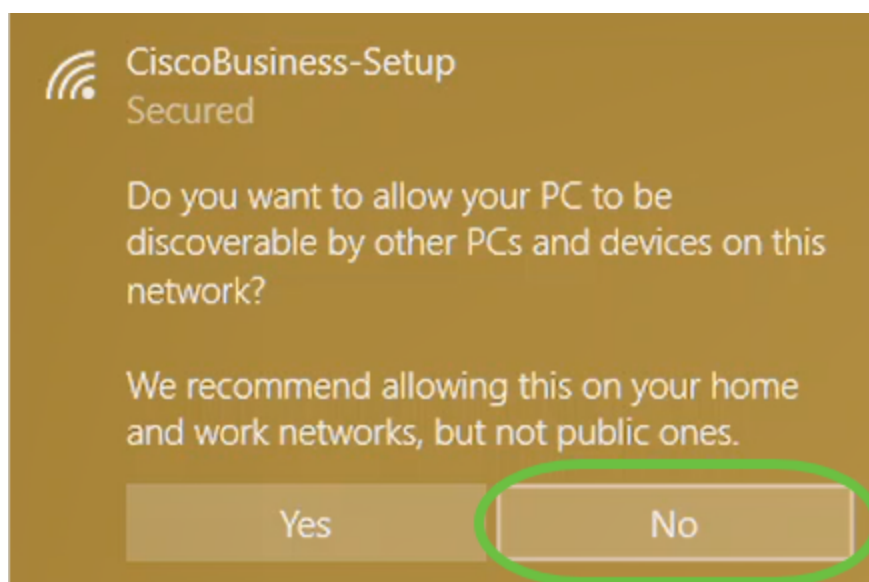 CiscoBusiness-Setup
Secured
Do you want to allow your PC to be
discoverable by other PCs and devices on this
network?
We recommend allowing this on your home
and work networks, but not public ones.
Yes
No